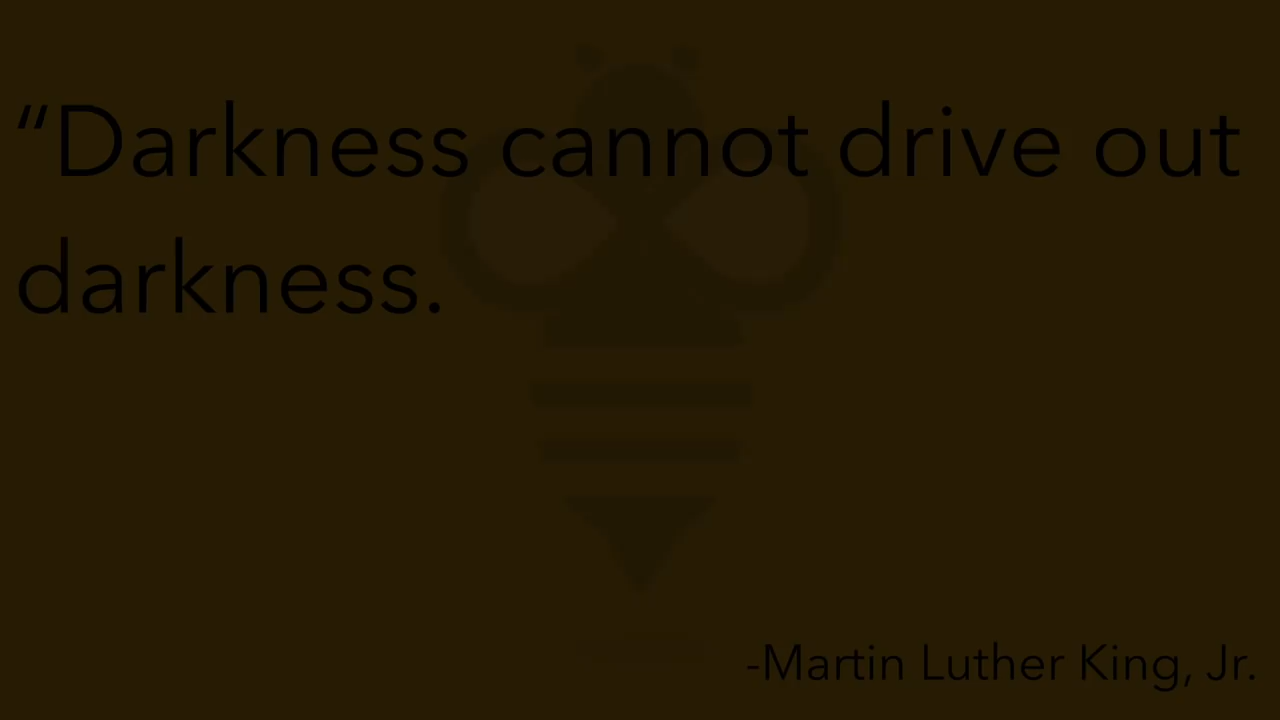 “Darkness cannot drive out
darkness.
-Martin Luther King, Jr.